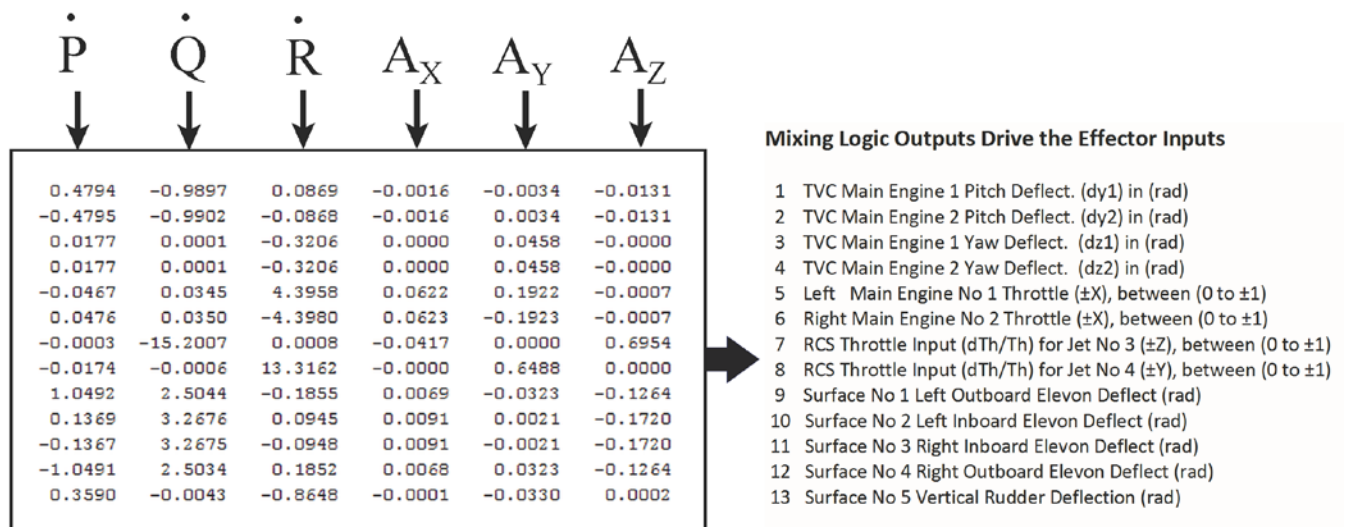 Ṗ Q̇ Ṙ A_X A_Y A_Z
0.4794 -0.9897 0.0869 -0.0016 -0.0034 -0.0131
-0.4795 -0.9902 -0.0868 -0.0016 0.0034 -0.0131
0.0177 0.0001 -0.3206 0.0000 0.0458 -0.0000
0.0177 0.0001 -0.3206 0.0000 0.0458 -0.0000
-0.0467 0.0345 4.3958 0.0622 0.1922 -0.0007
0.0476 0.0350 -4.3980 0.0623 -0.1923 -0.0007
-0.0003 -15.2007 0.0008 -0.0417 0.0000 0.6954
-0.0174 -0.0006 13.3162 -0.0000 0.6488 0.0000
1.0492 2.5044 -0.1855 0.0069 -0.0323 -0.1264
0.1369 3.2676 0.0945 0.0091 0.0021 -0.1720
-0.1367 3.2675 -0.0948 0.0091 -0.0021 -0.1720
-1.0491 2.5034 0.1852 0.0068 0.0323 -0.1264
0.3590 -0.0043 -0.8648 -0.0001 -0.0330 0.0002
Mixing Logic Outputs Drive the Effector Inputs
1 TVC Main Engine 1 Pitch Deflect. (dy1) in (rad)
2 TVC Main Engine 2 Pitch Deflect. (dy2) in (rad)
3 TVC Main Engine 1 Yaw Deflect. (dz1) in (rad)
4 TVC Main Engine 2 Yaw Deflect. (dz2) in (rad)
5 Left Main Engine No 1 Throttle (±X), between (0 to ±1)
6 Right Main Engine No 2 Throttle (±X), between (0 to ±1)
7 RCS Throttle Input (dTh/Th) for Jet No 3 (±Z), between (0 to ±1)
8 RCS Throttle Input (dTh/Th) for Jet No 4 (±Y), between (0 to ±1)
9 Surface No 1 Left Outboard Elevon Deflect (rad)
10 Surface No 2 Left Inboard Elevon Deflect (rad)
11 Surface No 3 Right Inboard Elevon Deflect (rad)
12 Surface No 4 Right Outboard Elevon Deflect (rad)
13 Surface No 5 Vertical Rudder Deflection (rad)